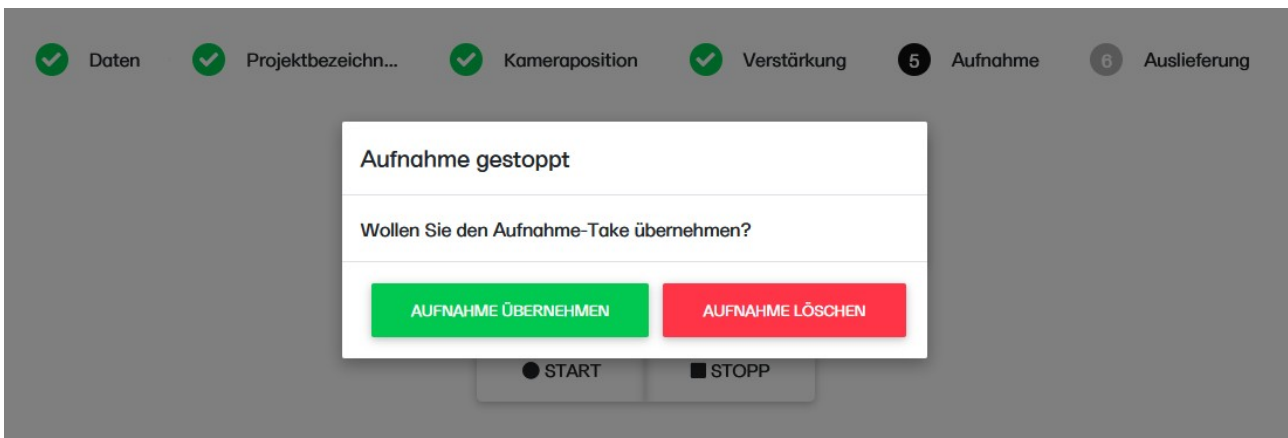 Daten Projektbezeichn... Kameraposition Verstärkung 5 Aufnahme 6 Auslieferung
Aufnahme gestoppt
Wollen Sie den Aufnahme-Take übernehmen?
AUFNAHME ÜBERNEHMEN AUFNAHME LÖSCHEN
START STOPP